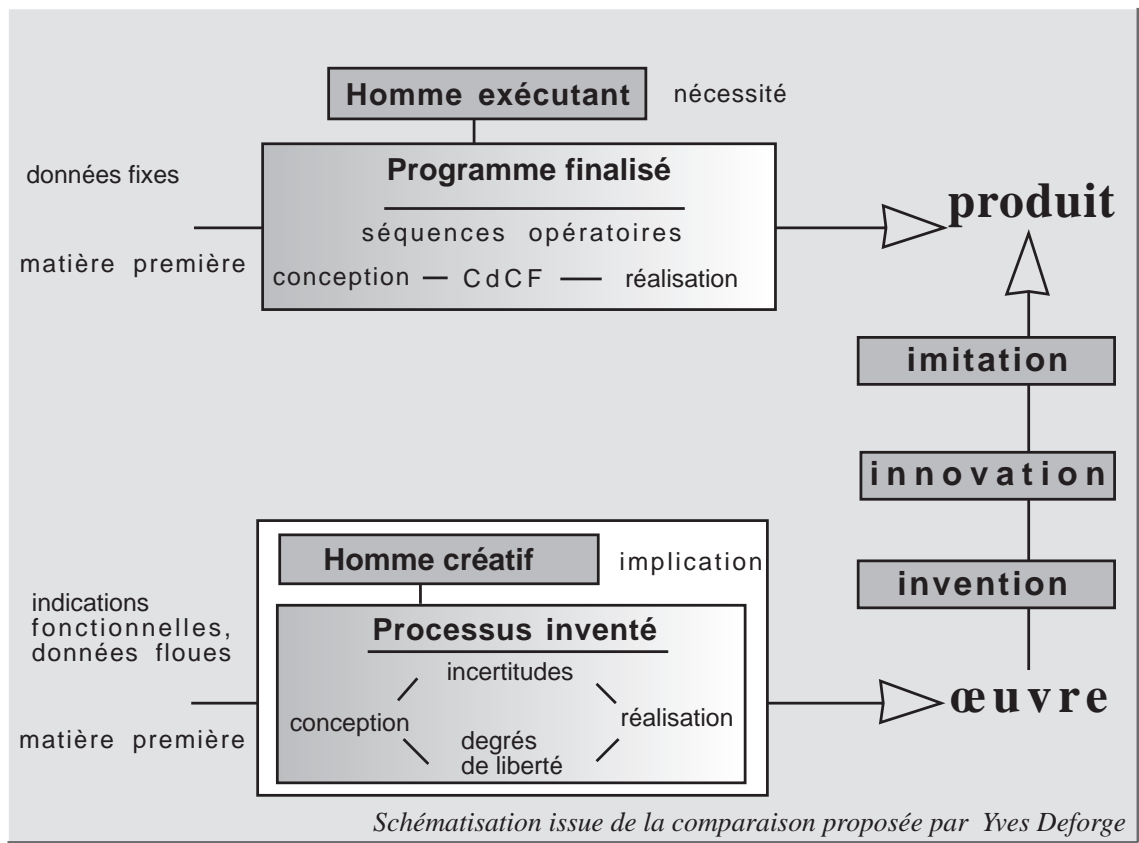 Homme exécutant nécessité
données fixes
Programme finalisé
produit
séquences opératoires
matière première
conception — CdCF — réalisation
imitation
innovation
invention
Homme créatif implication
indications
fonctionnelles,
données floues
Processus inventé
incertitudes
conception réalisation
degrés
de liberté
œuvre
matière première
Schématisation issue de la comparaison proposée par Yves Deforge